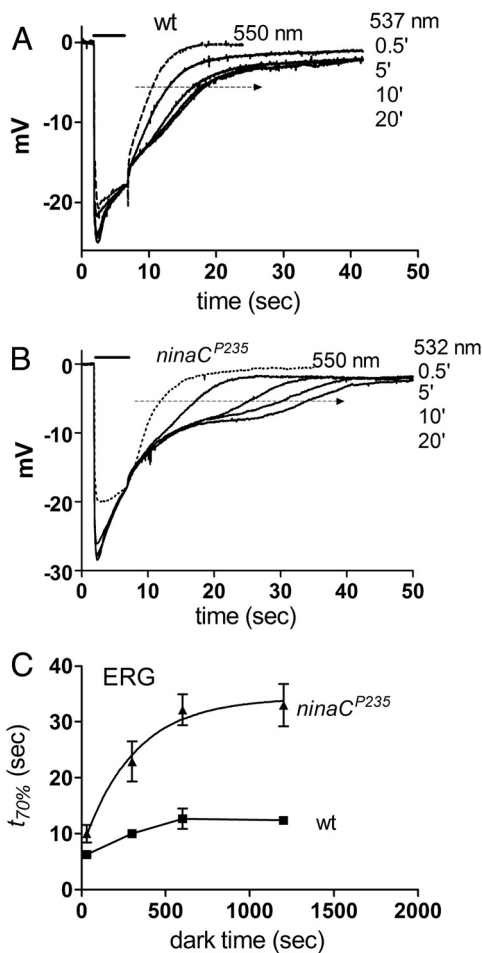 A
wt
550 nm
537 nm
0.5'
5'
10'
20'
0
-10
-20
mV
0 10 20 30 40 50
time (sec)
B
ninaC^P235
550 nm
532 nm
0.5'
5'
10'
20'
0
-10
-20
-30
mV
0 10 20 30 40 50
time (sec)
C
ERG
ninaC^P235
wt
40
30
20
10
0
t70% (sec)
0 500 1000 1500 2000
dark time (sec)